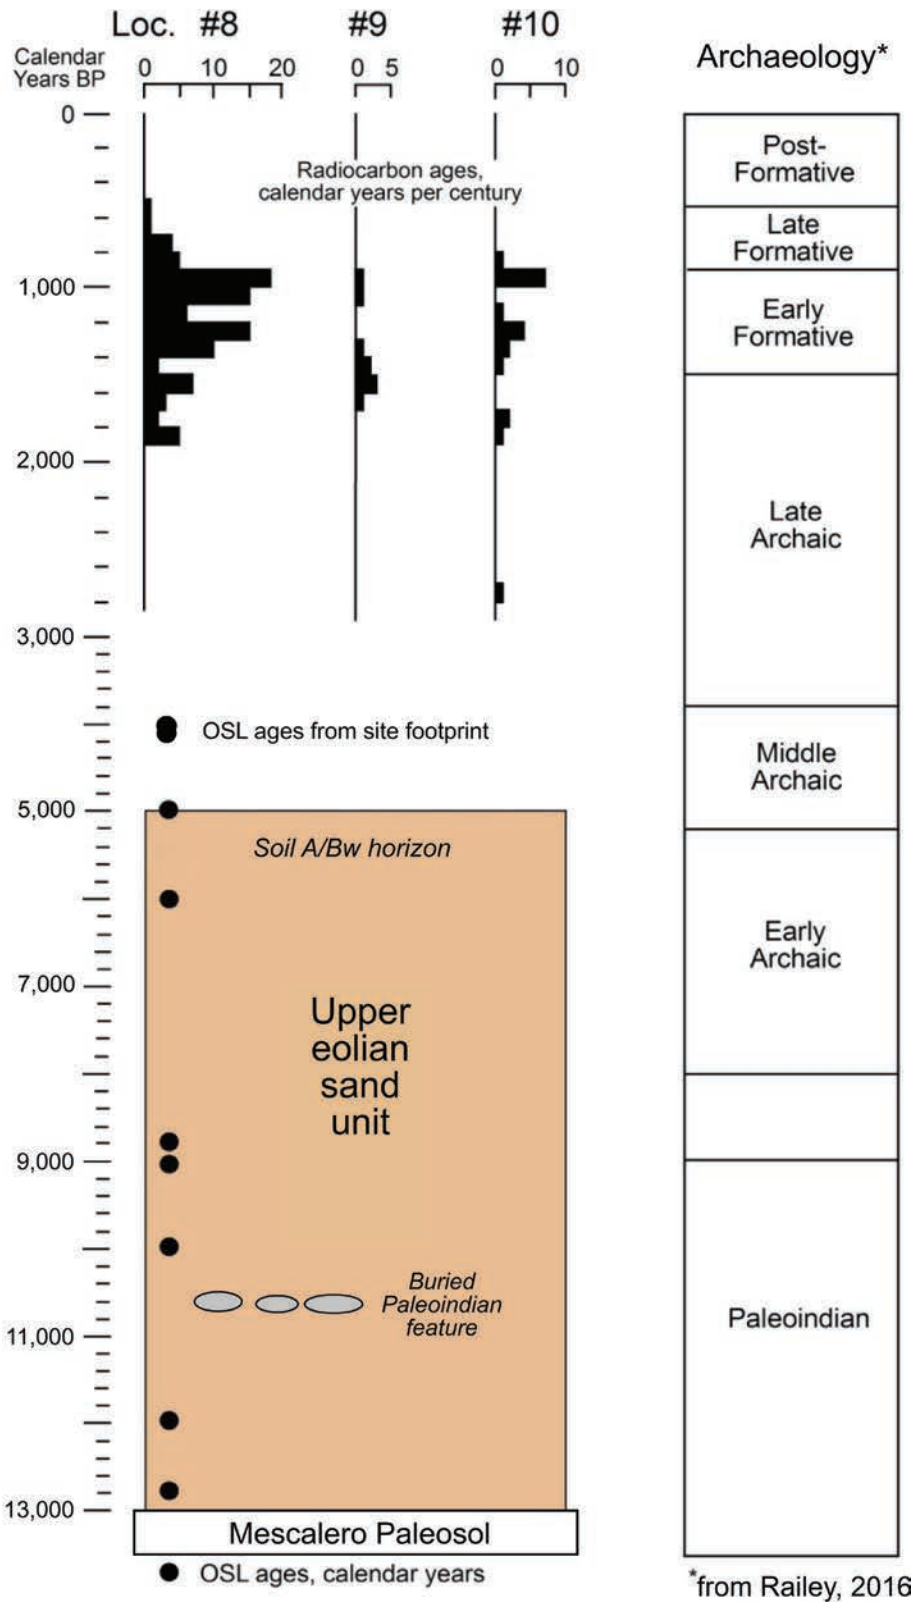 Loc. #8 #9 #10
Calendar
Years BP
0 10 20
0 5
0 10
Archaeology*
Radiocarbon ages,
calendar years per century
0
1,000
2,000
3,000
5,000
7,000
9,000
11,000
13,000
OSL ages from site footprint
Soil A/Bw horizon
Upper
eolian
sand
unit
Buried
Paleoindian
feature
Mescalero Paleosol
OSL ages, calendar years
Post-
Formative
Late
Formative
Early
Formative
Late
Archaic
Middle
Archaic
Early
Archaic
Paleoindian
*from Railey, 2016